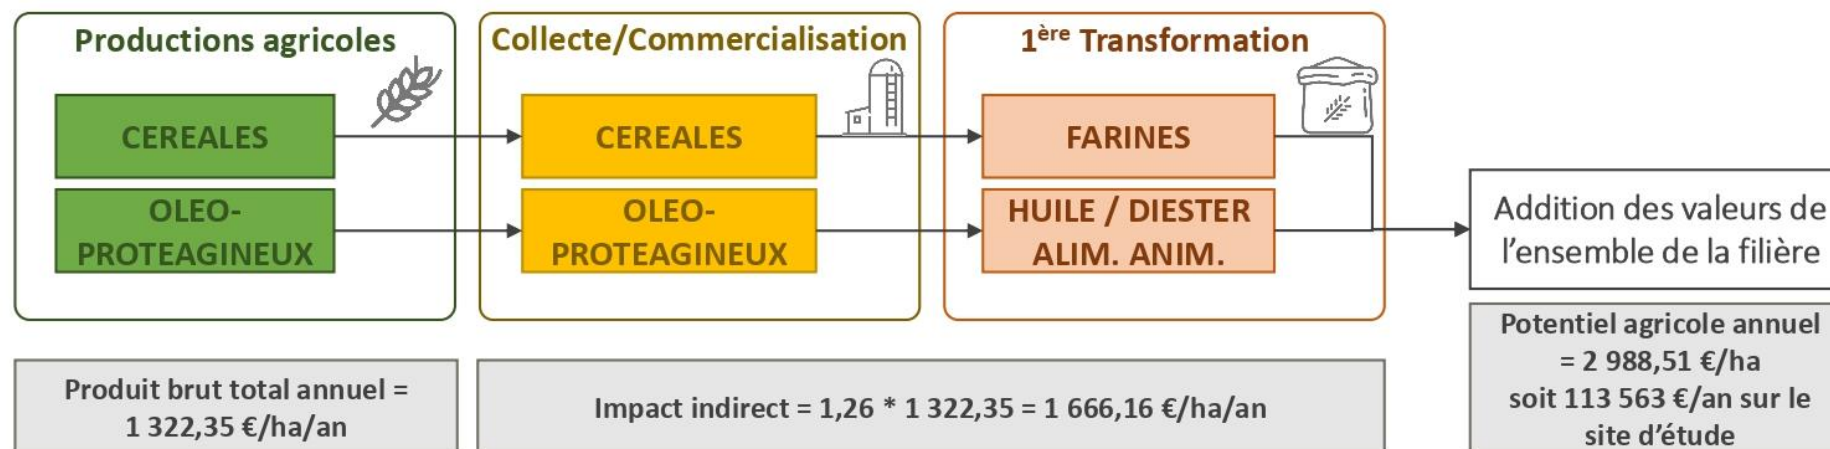 Productions agricoles
CEREALES
OLEO-
PROTEAGINEUX
Collecte/Commercialisation
CEREALES
OLEO-
PROTEAGINEUX
1ère Transformation
FARINES
HUILE / DIESTER
ALIM. ANIM.
Addition des valeurs de
l’ensemble de la filière
Produit brut total annuel =
1 322,35 €/ha/an
Impact indirect = 1,26 * 1 322,35 = 1 666,16 €/ha/an
Potentiel agricole annuel
= 2 988,51 €/ha
soit 113 563 €/an sur le
site d’étude